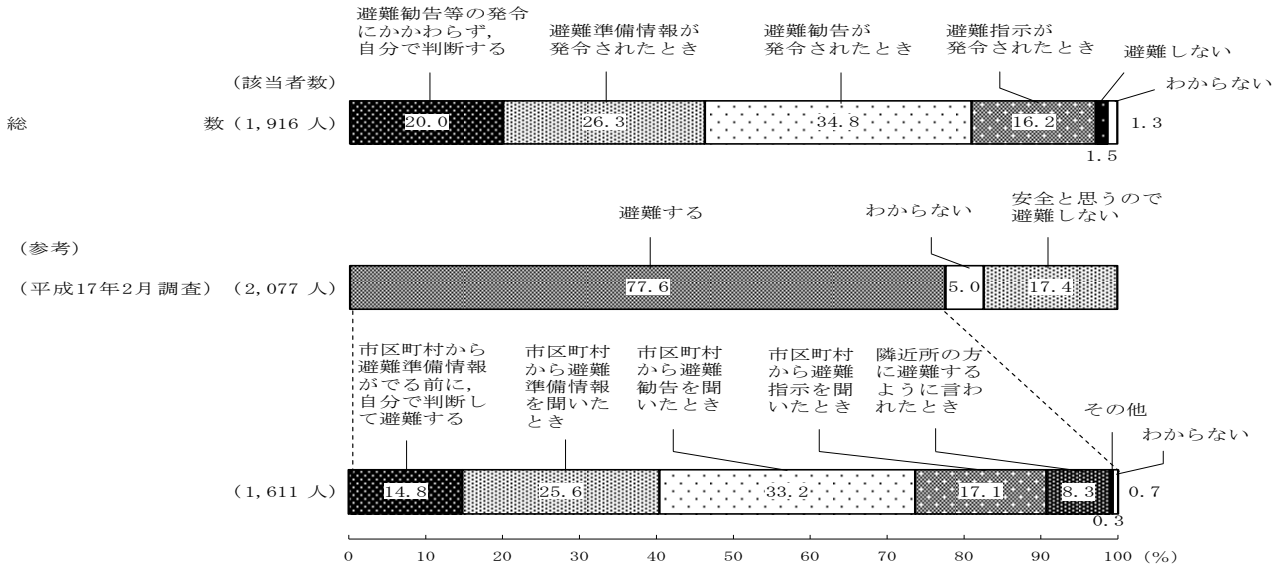 避難勧告等の発令
にかかわらず,
自分で判断する
避難準備情報が
発令されたとき
避難勧告が
発令されたとき
避難指示が
発令されたとき
避難しない
わからない
(該当者数)
総 数 (1,916 人)
20.0
26.3
34.8
16.2
1.5
1.3
避難する
わからない
安全と思うので
避難しない
(参考)
(平成17年2月調査) (2,077 人)
77.6
5.0
17.4
市区町村から
避難準備情報
がでる前に,
自分で判断し
て避難する
市区町村
から避難
準備情報
を聞いた
とき
市区町村
から避難
勧告を聞
いたとき
市区町村
から避難
指示を聞
いたとき
隣近所の方
に避難する
ように言わ
れたとき
その他
わからない
(1,611 人)
14.8
25.6
33.2
17.1
8.3
0.3
0.7
0 10 20 30 40 50 60 70 80 90 100 (%)